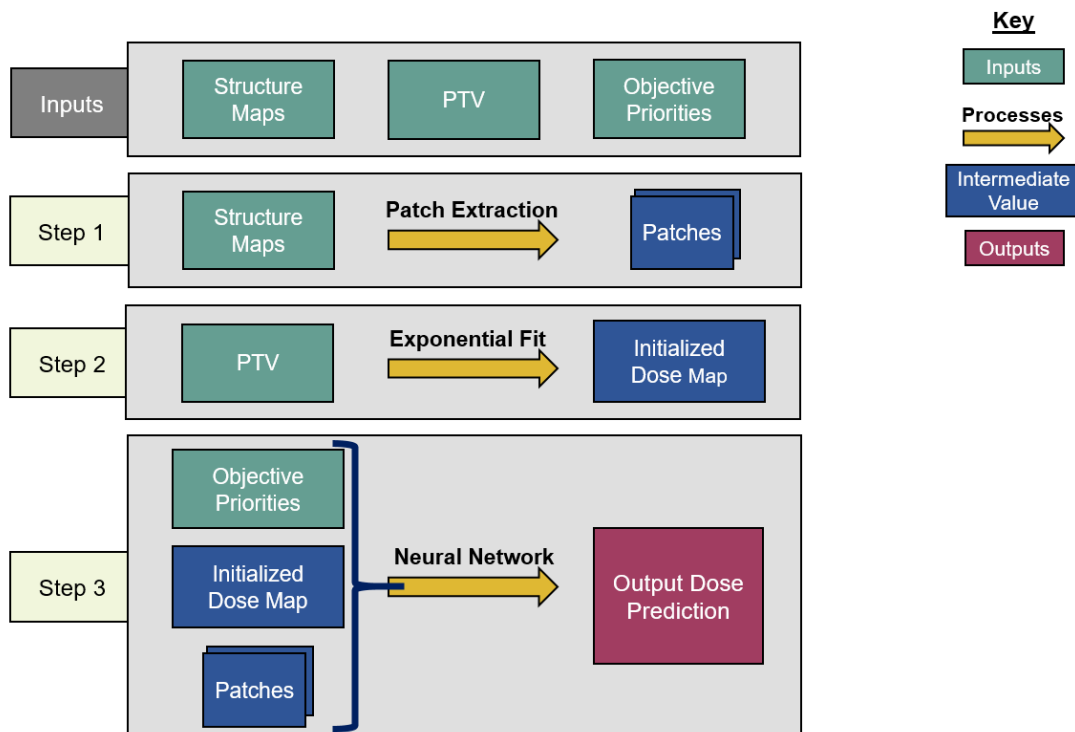 Inputs
Structure
Maps
PTV
Objective
Priorities
Step 1
Structure
Maps
Patch Extraction
Patches
Step 2
PTV
Exponential Fit
Initialized
Dose Map
Step 3
Objective
Priorities
Initialized
Dose Map
Patches
Neural Network
Output Dose
Prediction
Key
Inputs
Processes
Intermediate
Value
Outputs